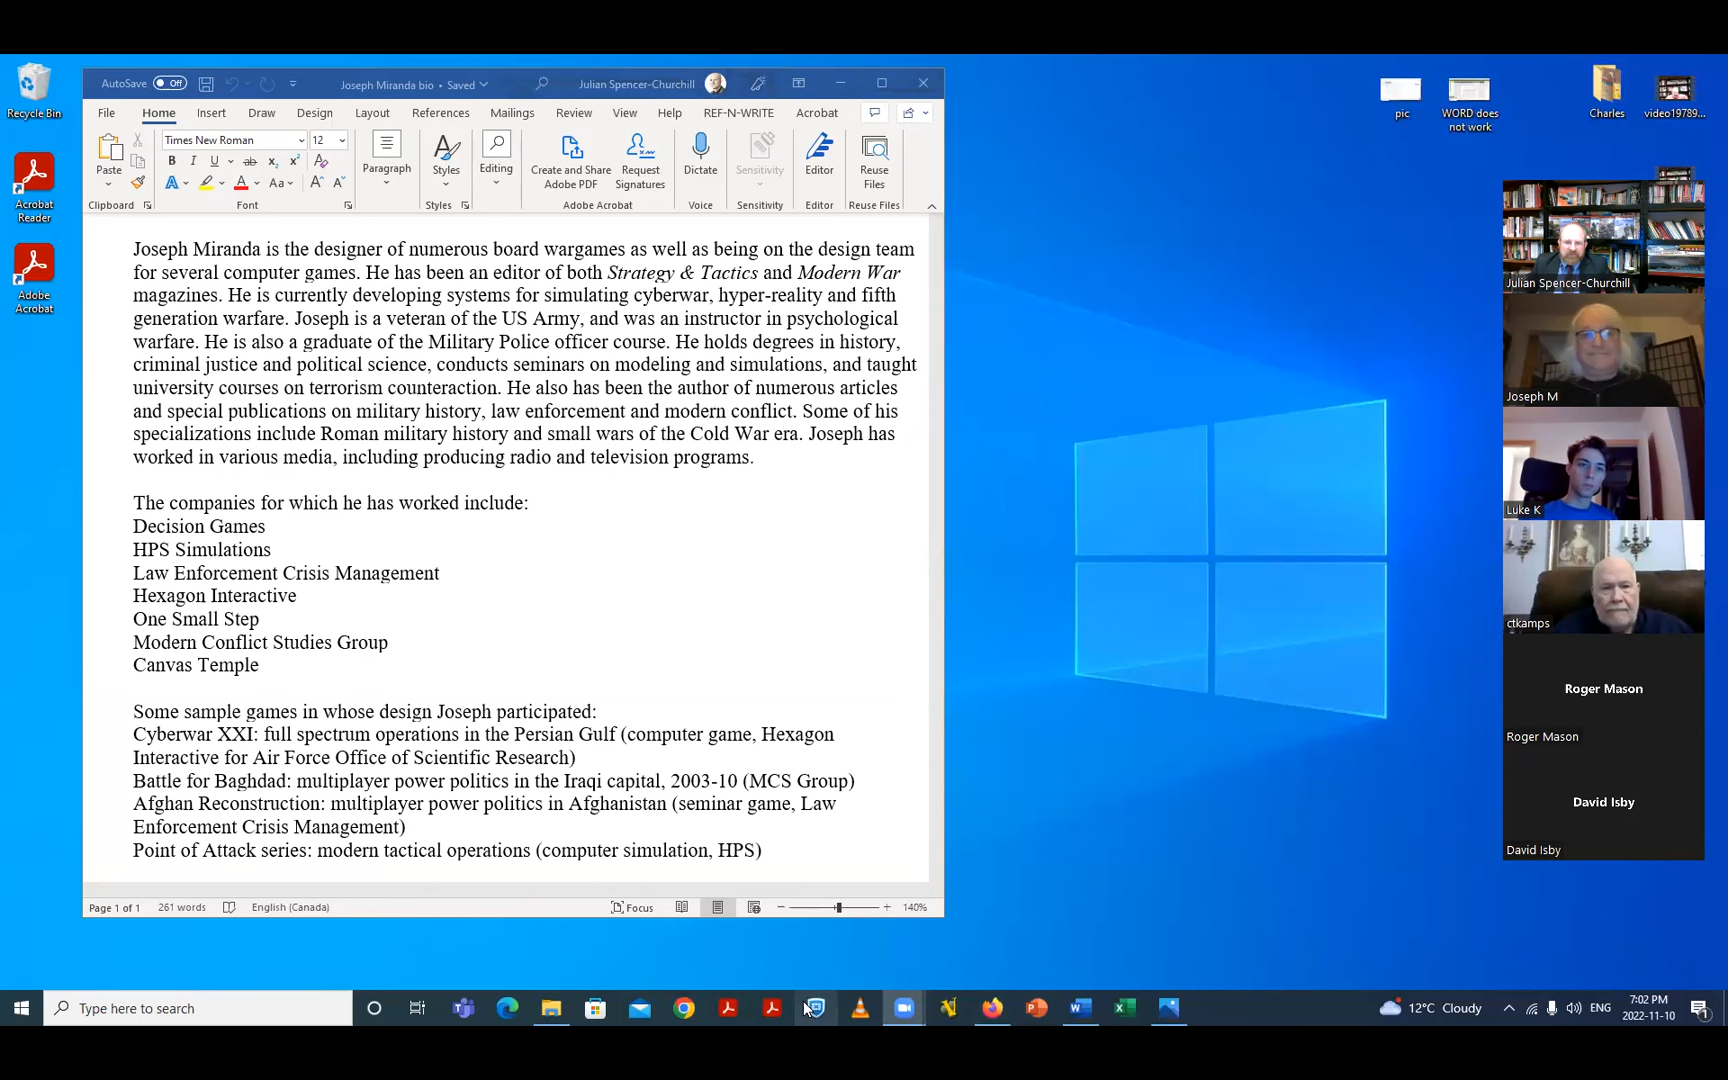 AutoSave Off Joseph Miranda bio - Saved Julian Spencer-Churchill
File Home Insert Draw Design Layout References Mailings Review View Help REF-N-WRITE Acrobat
Times New Roman 12
Paste Paragraph Styles Editing Create and Share Adobe PDF Request Signatures Dictate Sensitivity Editor Reuse Files
Clipboard Font Styles Adobe Acrobat Voice Sensitivity Editor Reuse Files
Joseph Miranda is the designer of numerous board wargames as well as being on the design team
for several computer games. He has been an editor of both Strategy & Tactics and Modern War
magazines. He is currently developing systems for simulating cyberwar, hyper-reality and fifth
generation warfare. Joseph is a veteran of the US Army, and was an instructor in psychological
warfare. He is also a graduate of the Military Police officer course. He holds degrees in history,
criminal justice and political science, conducts seminars on modeling and simulations, and taught
university courses on terrorism counteraction. He also has been the author of numerous articles
and special publications on military history, law enforcement and modern conflict. Some of his
specializations include Roman military history and small wars of the Cold War era. Joseph has
worked in various media, including producing radio and television programs.
The companies for which he has worked include:
Decision Games
HPS Simulations
Law Enforcement Crisis Management
Hexagon Interactive
One Small Step
Modern Conflict Studies Group
Canvas Temple
Some sample games in whose design Joseph participated:
Cyberwar XXI: full spectrum operations in the Persian Gulf (computer game, Hexagon
Interactive for Air Force Office of Scientific Research)
Battle for Baghdad: multiplayer power politics in the Iraqi capital, 2003-10 (MCS Group)
Afghan Reconstruction: multiplayer power politics in Afghanistan (seminar game, Law
Enforcement Crisis Management)
Point of Attack series: modern tactical operations (computer simulation, HPS)
Page 1 of 1 261 words English (Canada) Focus 140%
Recycle Bin
Acrobat
Reader
Adobe
Acrobat
pic
WORD does
not work
Charles
video19789...
Julian Spencer-Churchill
Joseph M
Luke K
ctkamps
Roger Mason
Roger Mason
David Isby
David Isby
Type here to search
12°C Cloudy
ENG
7:02 PM
2022-11-10
1